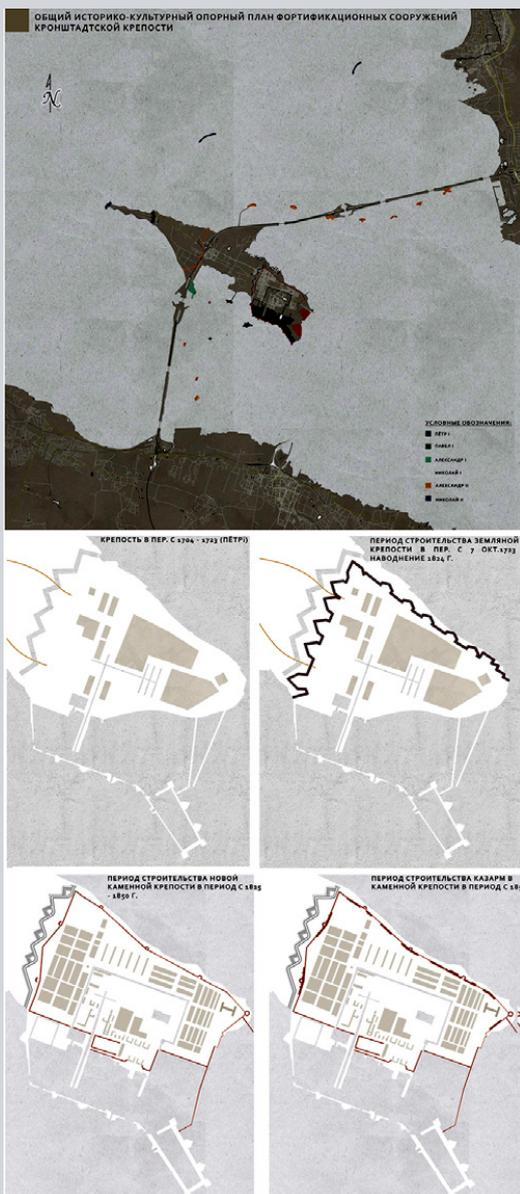 ОБЩИЙ ИСТОРИКО-КУЛЬТУРНЫЙ ОПОРНЫЙ ПЛАН ФОРТИФИКАЦИОННЫХ СООРУЖЕНИЙ
КРОНШТАДТСКОЙ КРЕПОСТИ
N
УСЛОВНЫЕ ОБОЗНАЧЕНИЯ:
ПЁТР I
ПАВЕЛ I
АЛЕКСАНДР I
НИКОЛАЙ I
АЛЕКСАНДР II
НИКОЛАЙ II
КРЕПОСТЬ В ПЕР. С 1704 - 1723 (ПЁТР I)
ПЕРИОД СТРОИТЕЛЬСТВА ЗЕМЛЯНОЙ
КРЕПОСТИ В ПЕР. С 7 ОКТ.1723
НАВОДНЕНИЕ 1824 Г.
ПЕРИОД СТРОИТЕЛЬСТВА НОВОЙ
КАМЕННОЙ КРЕПОСТИ В ПЕРИОД С 1825
- 1850 Г.
ПЕРИОД СТРОИТЕЛЬСТВА КАЗАРМ В
КАМЕННОЙ КРЕПОСТИ В ПЕРИОД С